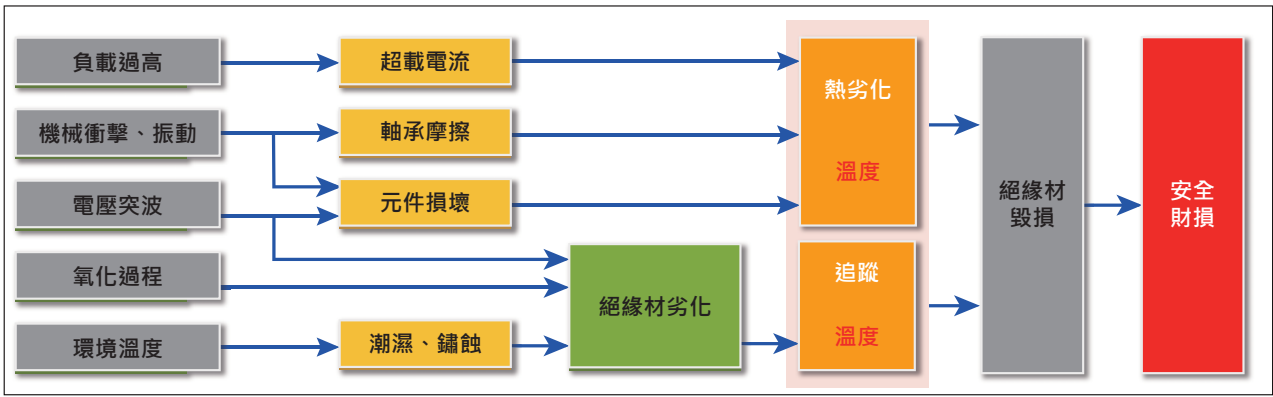 負載過高
機械衝擊、振動
電壓突波
氧化過程
環境溫度
超載電流
軸承摩擦
元件損壞
潮濕、鏽蝕
絕緣材劣化
熱劣化
溫度
追蹤
溫度
絕緣材
毀損
安全
財損